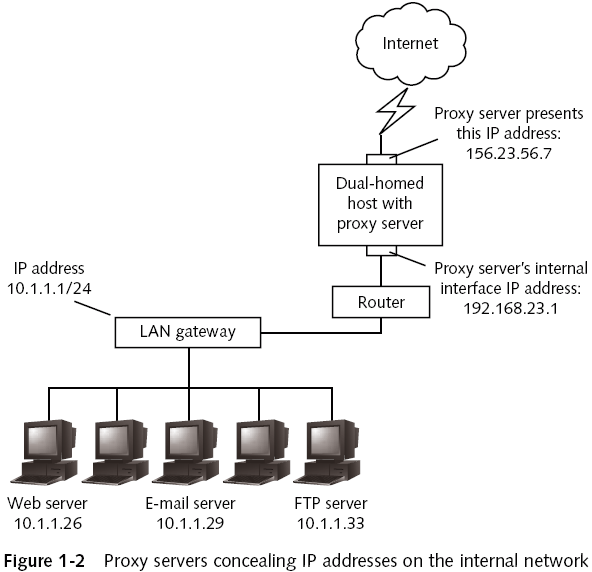 Internet
Proxy server presents
this IP address:
156.23.56.7
Dual-homed
host with
proxy server
IP address
10.1.1.1/24
Proxy server's internal
interface IP address:
192.168.23.1
Router
LAN gateway
Web server
10.1.1.26
E-mail server
10.1.1.29
FTP server
10.1.1.33
Figure 1-2 Proxy servers concealing IP addresses on the internal network